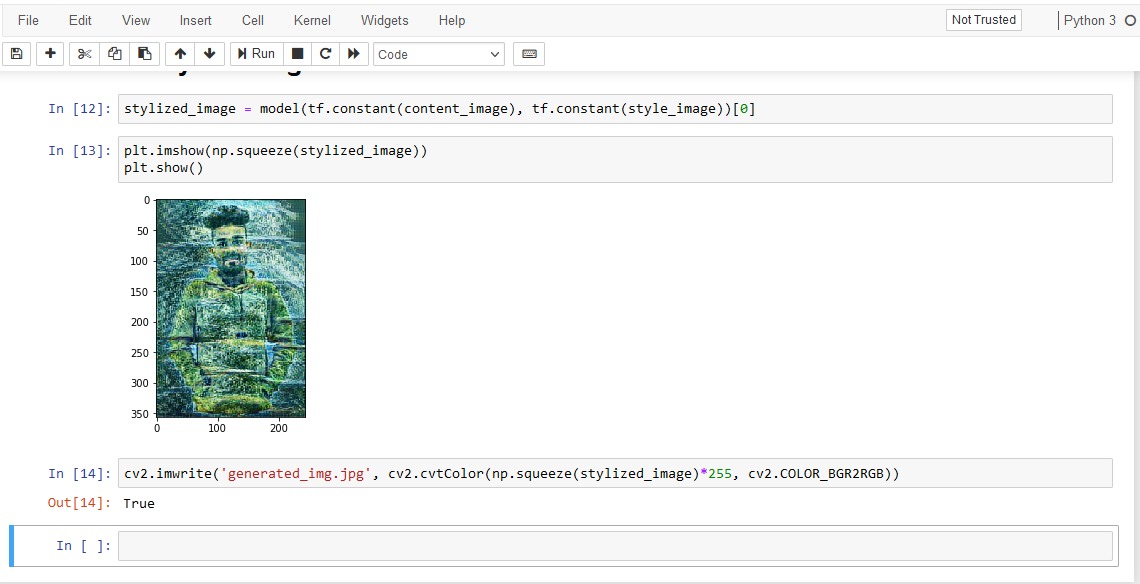 File Edit View Insert Cell Kernel Widgets Help Not Trusted Python 3
Run Code
In [12]: stylized_image = model(tf.constant(content_image), tf.constant(style_image))[0]
In [13]: plt.imshow(np.squeeze(stylized_image))
plt.show()
0
50
100
150
200
250
300
350
0 100 200
In [14]: cv2.imwrite('generated_img.jpg', cv2.cvtColor(np.squeeze(stylized_image)*255, cv2.COLOR_BGR2RGB))
Out[14]: True
In [ ]: